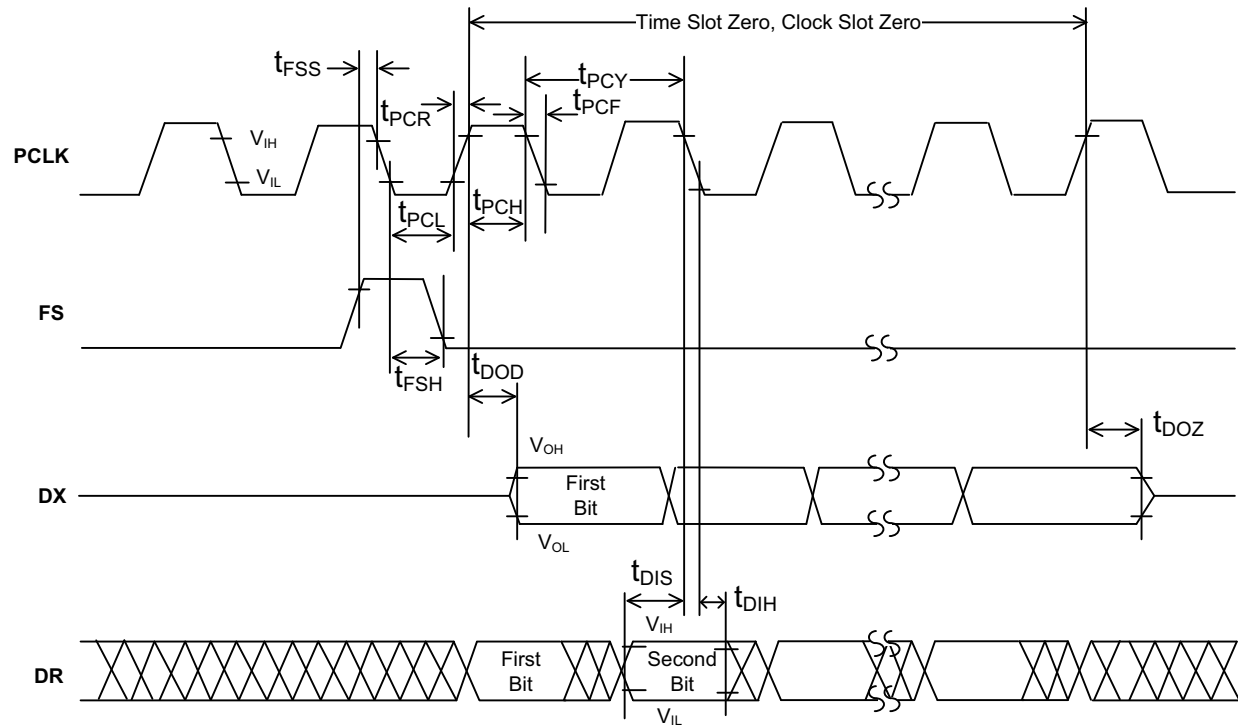 Time Slot Zero, Clock Slot Zero
tFSS
tPCY
tPCR
tPCF
PCLK
VIH
VIL
tPCL
tPCH
FS
tFSH
tDOD
tDOZ
VOH
DX
First
Bit
VOL
tDIS
tDIH
VIH
DR
First
Bit
Second
Bit
VIL